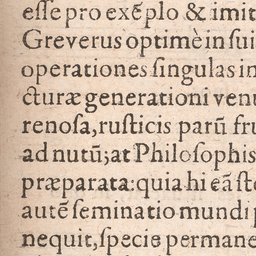 eſſe pro exẽplo & imit
Greverus optimè in ſui
operationes ſingulas in
cturæ generationi venu
renoſa, ruſticis parũ fru
ad nutũ; at Philoſophis
præparata: quia hi eã ſte
autẽ ſeminatio mundi p
nequit, ſpecie permane